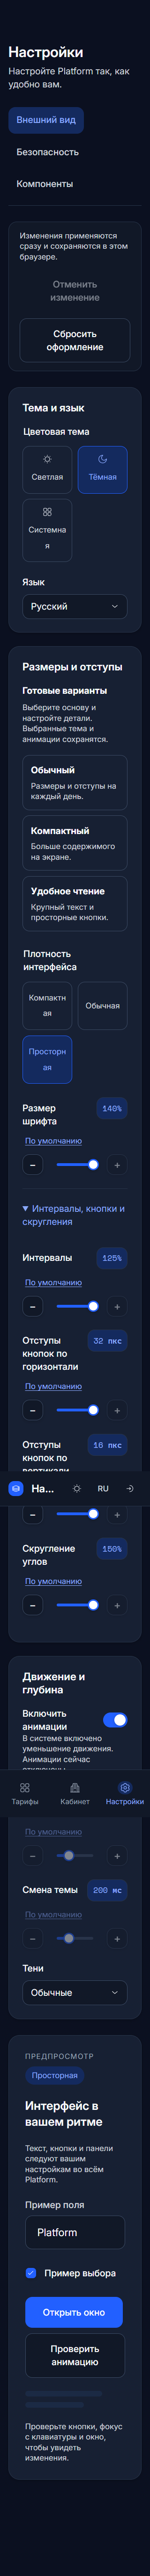 Настройки
Настройте Platform так, как
удобно вам.
Внешний вид
Безопасность
Компоненты
Изменения применяются
сразу и сохраняются в этом
браузере.
Отменить
изменение
Сбросить
оформление
Тема и язык
Цветовая тема
Светлая
Тёмная
Системна
я
Язык
Русский
Размеры и отступы
Готовые варианты
Выберите основу и
настройте детали.
Выбранные тема и
анимации сохранятся.
Обычный
Размеры и отступы на
каждый день.
Компактный
Больше содержимого
на экране.
Удобное чтение
Крупный текст и
просторные кнопки.
Плотность
интерфейса
Компактн
ая
Обычная
Просторн
ая
Размер
шрифта
140%
По умолчанию
−
+
▼ Интервалы, кнопки и
скругления
Интервалы
125%
По умолчанию
−
+
Отступы
кнопок по
горизонтали
32 пкс
По умолчанию
−
+
Отступы
кнопок по
вертикали
16 пкс
На...
RU
−
+
Скругление
углов
150%
По умолчанию
−
+
Движение и
глубина
Включить
анимации
В системе включено
уменьшение движения.
Анимации сейчас
отключены
Тарифы
Кабинет
Настройки
По умолчанию
−
+
Смена темы
200 мс
По умолчанию
−
+
Тени
Обычные
ПРЕДПРОСМОТР
Просторная
Интерфейс в
вашем ритме
Текст, кнопки и панели
следуют вашим
настройкам во всём
Platform.
Пример поля
Platform
Пример выбора
Открыть окно
Проверить
анимацию
Проверьте кнопки, фокус
с клавиатуры и окно,
чтобы увидеть
изменения.